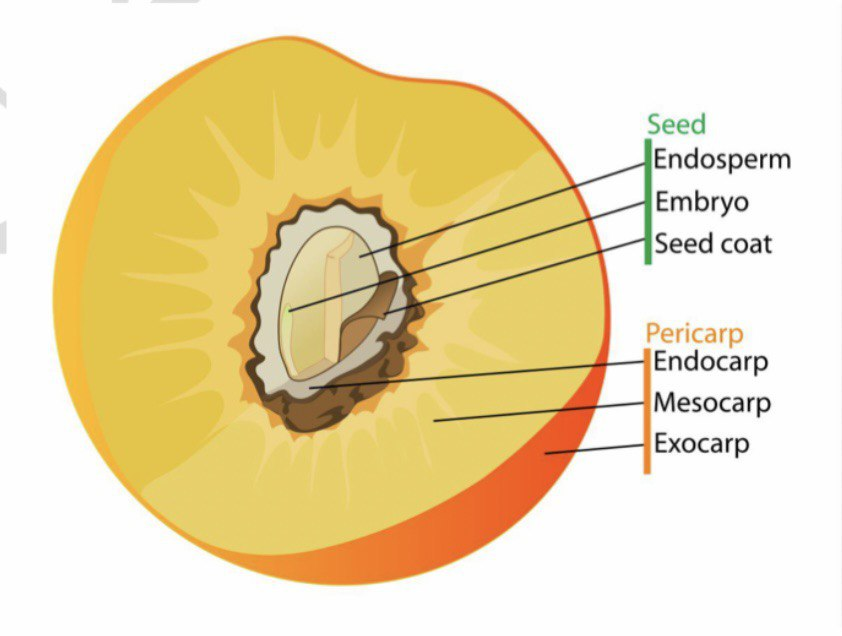 Seed
Endosperm
Embryo
Seed coat
Pericarp
Endocarp
Mesocarp
Exocarp